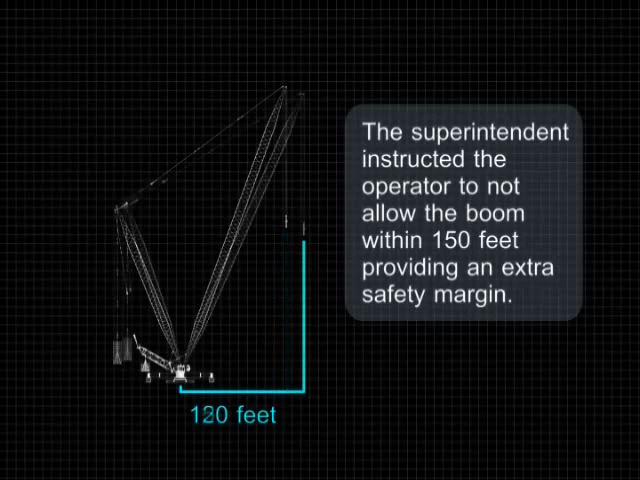 The superintendent
instructed the
operator to not
allow the boom
within 150 feet
providing an extra
safety margin.
feet